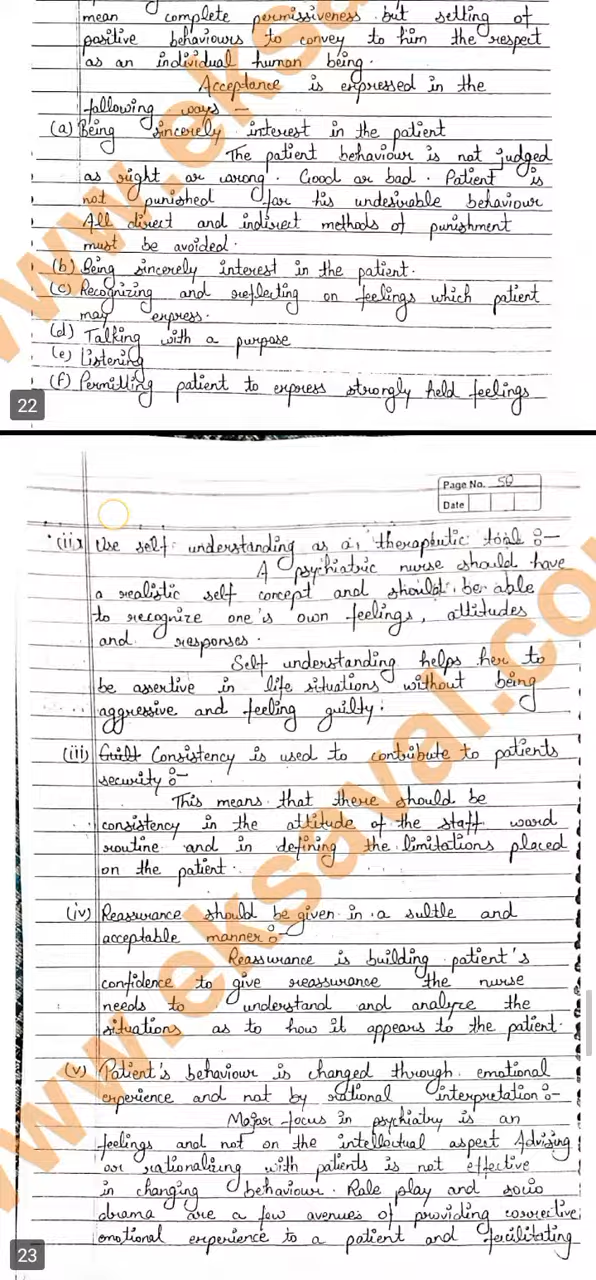 mean complete permissiveness but setting of
positive behaviours to convey to him the respect
as an individual human being.
Acceptance is expressed in the
following ways -
(a) Being sincerely interest in the patient
The patient behaviour is not judged
as right or wrong. Good or bad. Patient is
not punished for his undesirable behaviour
All direct and indirect methods of punishment
must be avoided.
(b) Being sincerely interest in the patient.
(c) Recognizing and reflecting on feelings which patient
may express.
(d) Talking with a purpose
(e) Listening
(f) Permitting patient to express strongly held feelings
22
Page No. 50
Date
(ii) Use self understanding as a, therapeutic tool :-
A psychiatric nurse should have
a realistic self concept and should be able
to recognize one's own feelings, attitudes
and responses.
Self understanding helps her to
be assertive in life situations without being
aggressive and feeling guilty.
(iii) Guilt Consistency is used to contribute to patients
security :-
This means that there should be
consistency in the attitude of the staff ward
routine and in defining the limitations placed
on the patient.
(iv) Reassurance should be given in a subtle and
acceptable manner :-
Reassurance is building patient's
confidence to give reassurance the nurse
needs to understand and analyze the
situations as to how it appears to the patient.
(v) Patient's behaviour is changed through emotional
experience and not by rational interpretation :-
Major focus in psychiatry is on
feelings and not on the intellectual aspect Advising
or rationalizing with patients is not effective
in changing behaviour. Role play and socio
drama are a few avenues of providing corrective
emotional experience to a patient and facilitating
23
www.eksaval.com